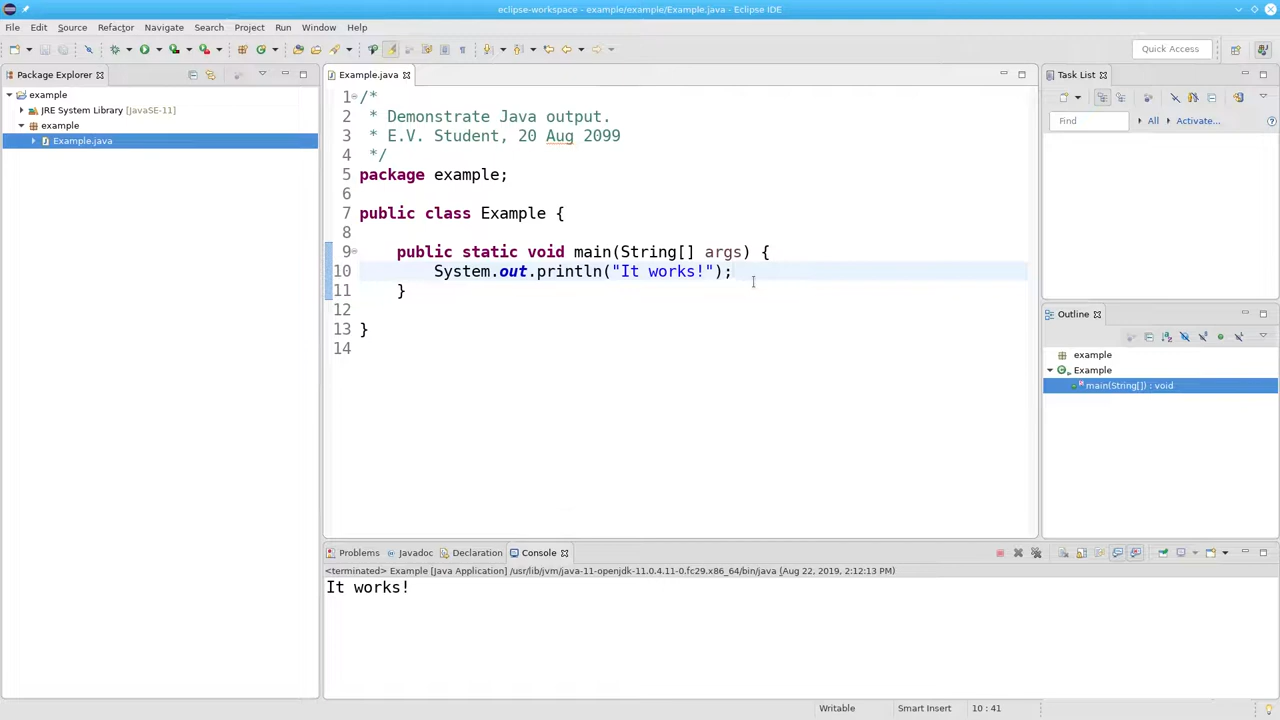 eclipse-workspace - example/example/Example.java - Eclipse IDE
File Edit Source Refactor Navigate Search Project Run Window Help
Quick Access
Package Explorer
example
JRE System Library [JavaSE-11]
example
Example.java
Example.java
1 /*
2  * Demonstrate Java output.
3  * E.V. Student, 20 Aug 2099
4  */
5 package example;
6
7 public class Example {
8
9     public static void main(String[] args) {
10         System.out.println("It works!");
11     }
12
13 }
14
Task List
Find All Activate...
Outline
example
Example
main(String[]) : void
Problems Javadoc Declaration Console
<terminated> Example [Java Application] /usr/lib/jvm/java-11-openjdk-11.0.4.11-0.fc29.x86_64/bin/java (Aug 22, 2019, 2:12:13 PM)
It works!
Writable Smart Insert 10 : 41